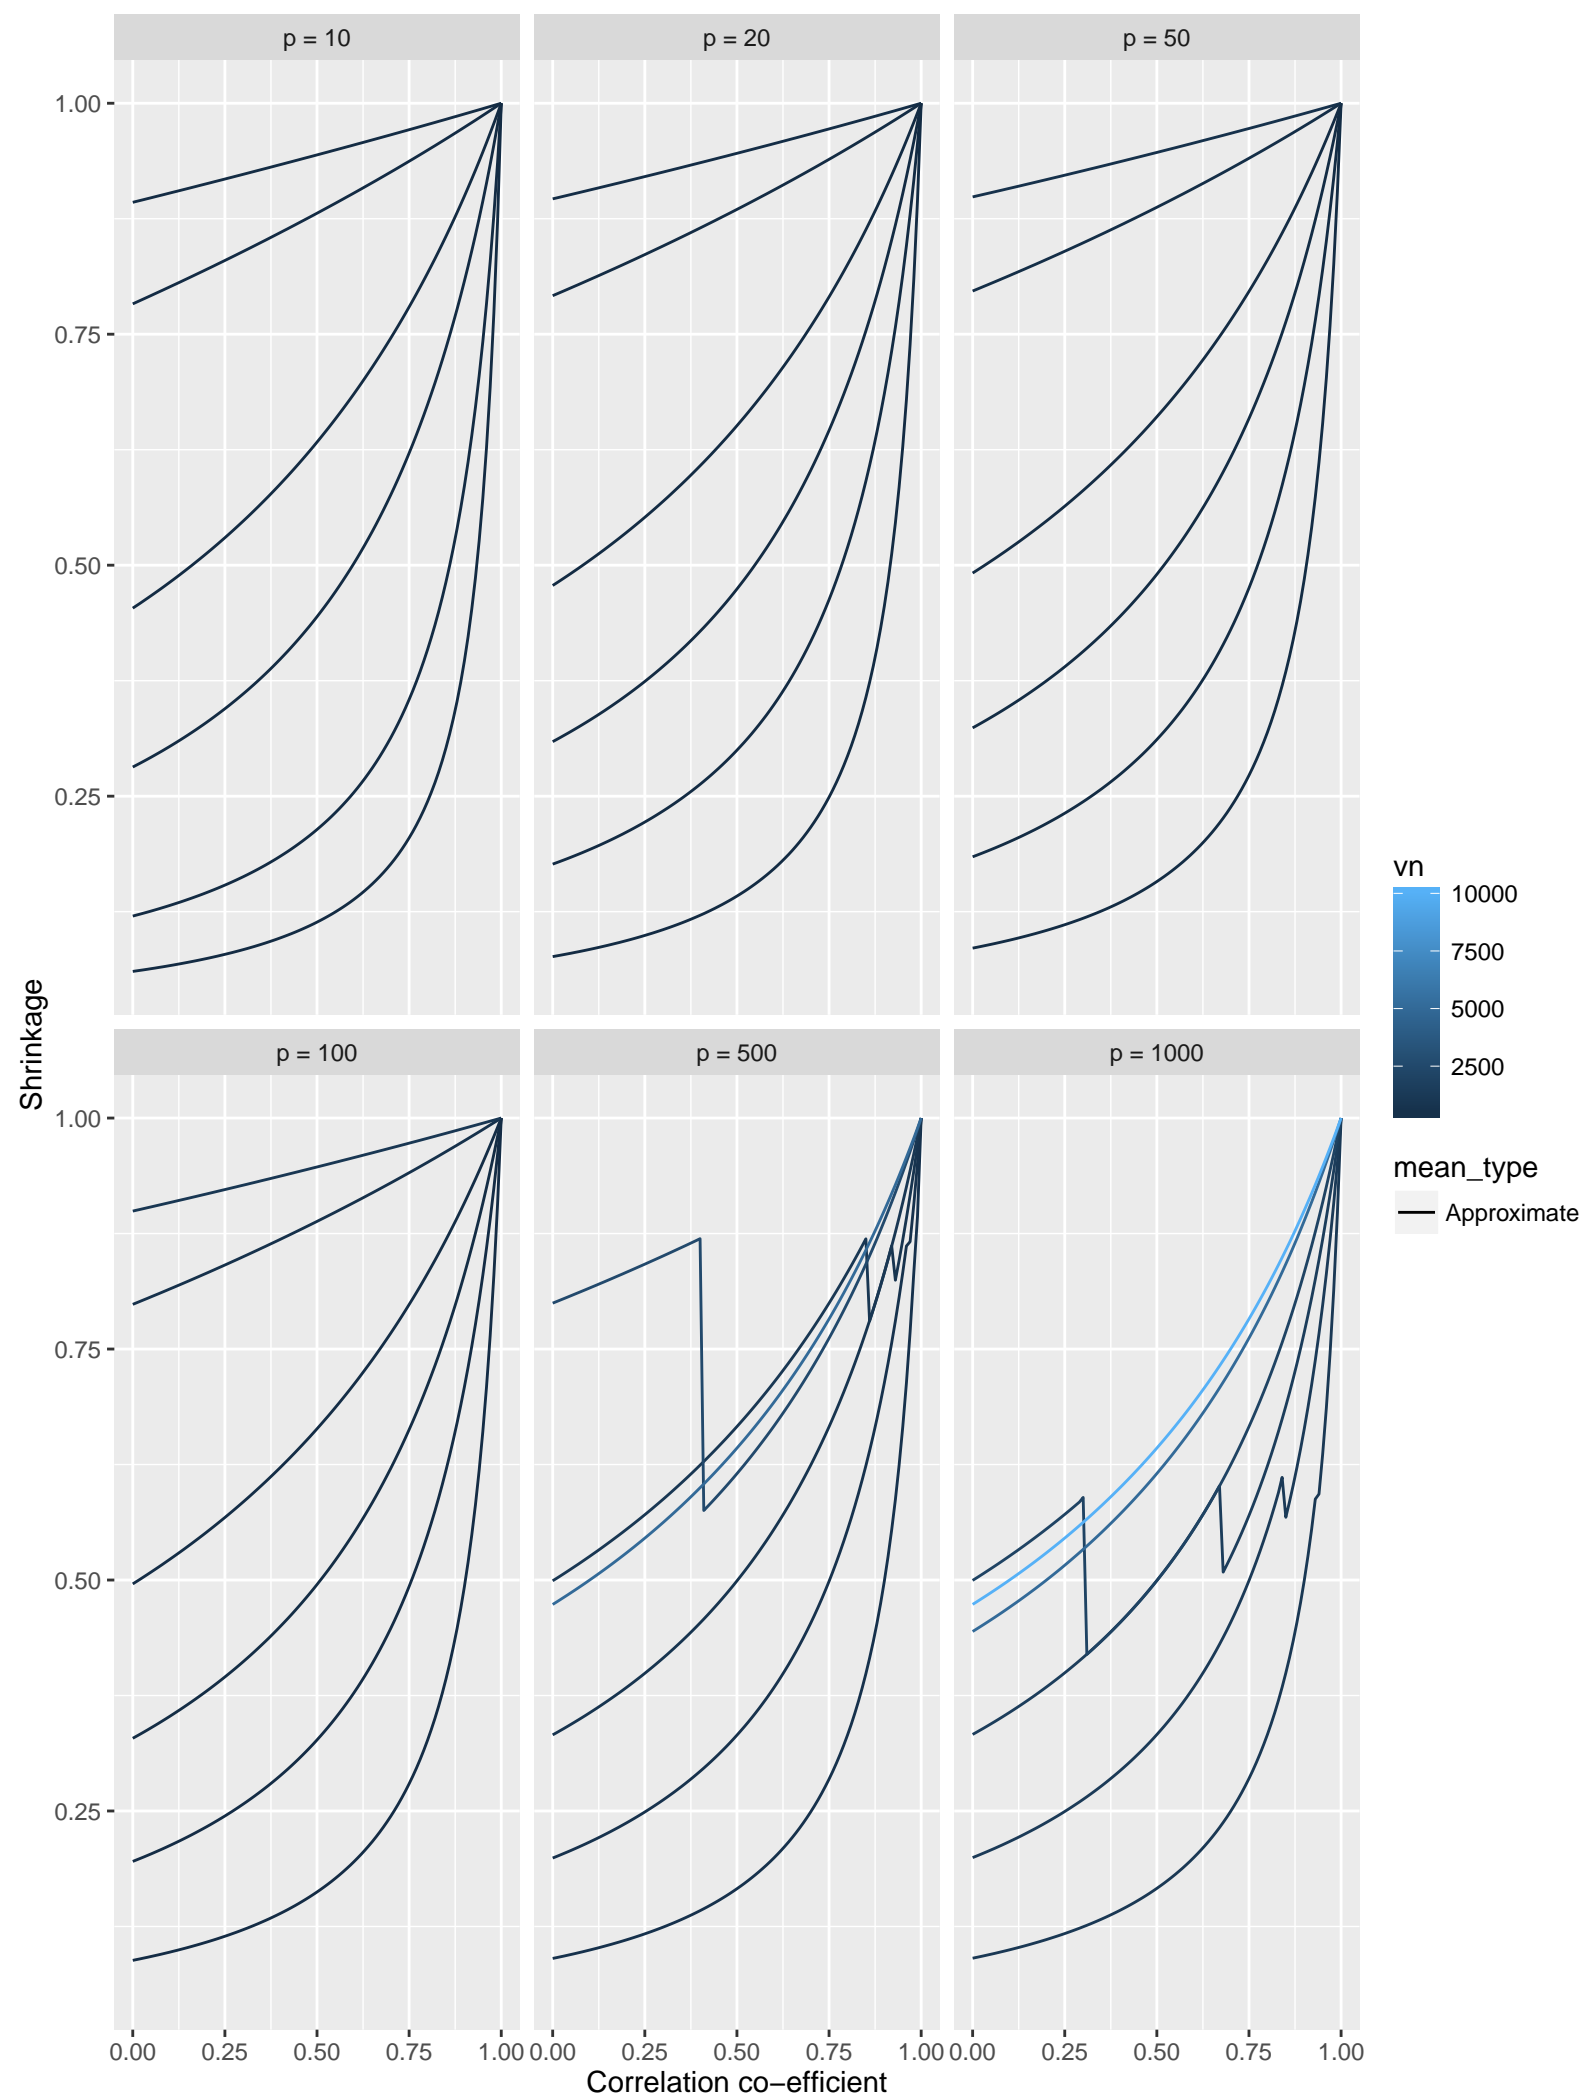 p = 10
p = 20
p = 50
1.00
0.75
0.50
0.25
Shrinkage
p = 100
p = 500
p = 1000
1.00
0.75
0.50
0.25
0.00 0.25 0.50 0.75 1.00 0.00 0.25 0.50 0.75 1.00 0.00 0.25 0.50 0.75 1.00
Correlation co−efficient
vn
10000
7500
5000
2500
mean_type
Approximate